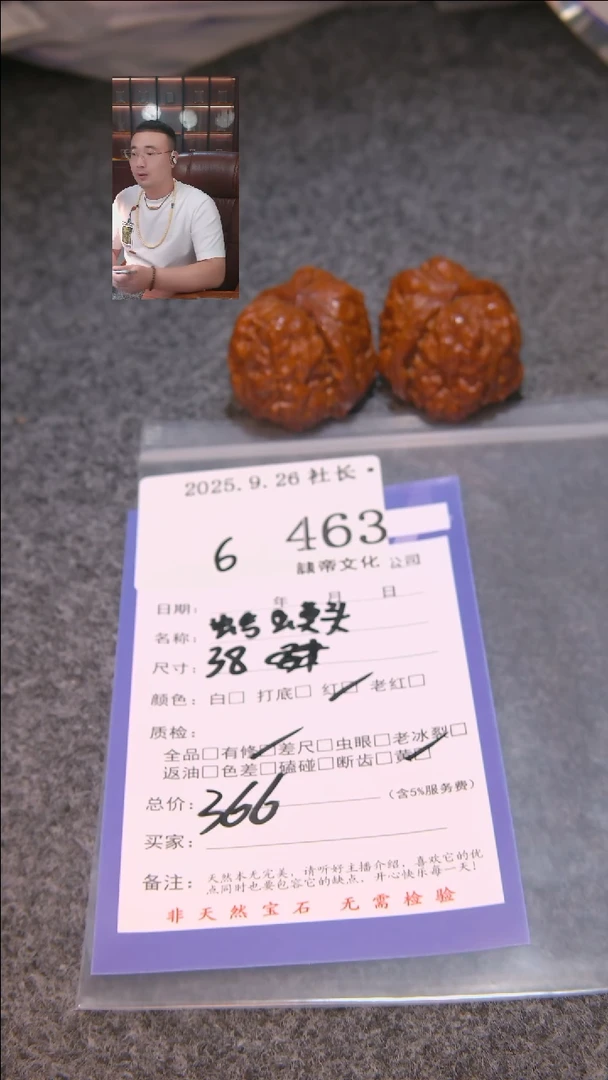 2025.9.26 社长
6 463
讌帝文化 公司
日期: 年 月 日
名称:
尺寸: 38
颜色: 白□ 打底□ 红□ 老红□
质检:
全品□有修□差尺□虫眼□老冰裂□
返油□色差□磕碰□断齿□黄□
总价: 366 (含5%服务费)
买家:
备注: 天然本无完美, 请听好主播介绍, 喜欢它的优
点同时也要包容它的缺点, 开心快乐每一天!
非天然宝石 无需检验